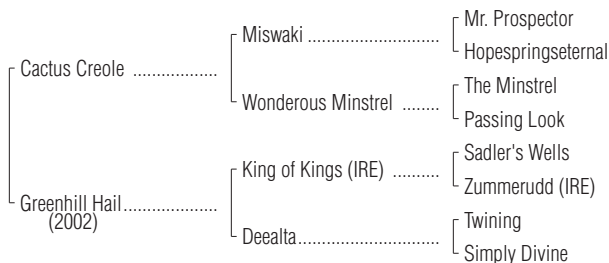 Mr. Prospector
Miswaki ............................
Hopespringseternal
Cactus Creole ..................
The Minstrel
Wonderous Minstrel ........
Passing Look
Sadler's Wells
King of Kings (IRE) ..........
Zummerudd (IRE)
Greenhill Hail....................
(2002)
Twining
Deealta..............................
Simply Divine